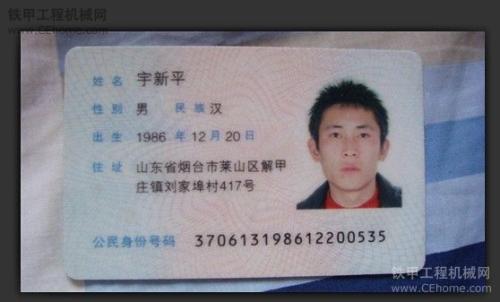 铁甲工程机械网
www.CEhome.com
姓名 宇新平
性别 男 民族 汉
出生 1986 年 12 月 20 日
住址 山东省烟台市莱山区解甲
庄镇刘家埠村417号
公民身份号码 370613198612200535
铁甲工程机械网
www.CEhome.com